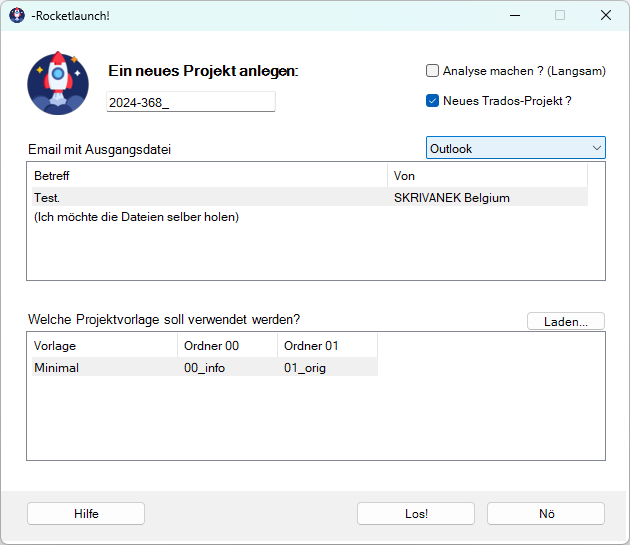 -Rocketlaunch!
Ein neues Projekt anlegen:
Analyse machen ? (Langsam)
2024-368_
Neues Trados-Projekt ?
Email mit Ausgangsdatei
Outlook
Betreff Von
Test. SKRIVANEK Belgium
(Ich möchte die Dateien selber holen)
Welche Projektvorlage soll verwendet werden?
Laden...
Vorlage Ordner 00 Ordner 01
Minimal 00_info 01_orig
Hilfe Los! Nö